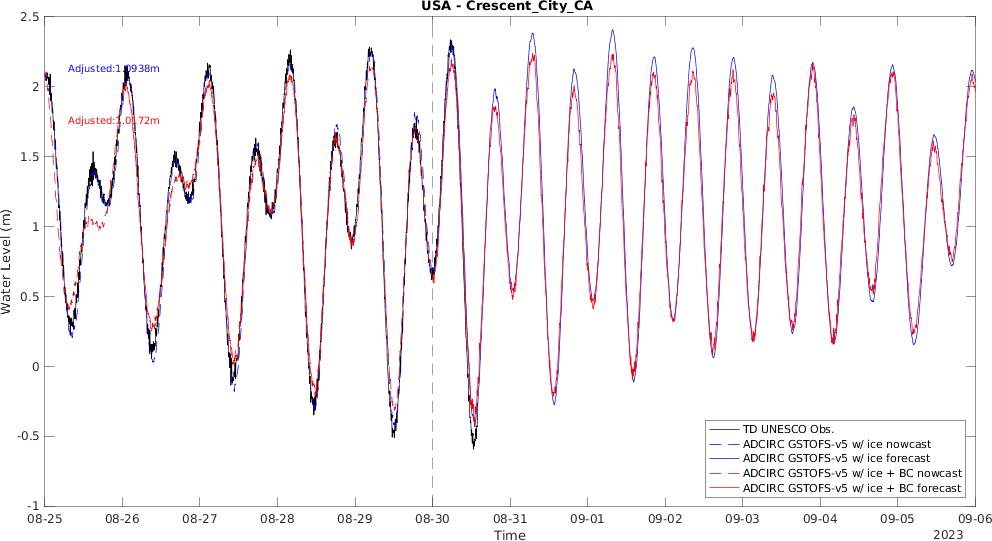 USA - Crescent_City_CA
2.5
2
1.5
1
0.5
0
-0.5
-1
Water Level (m)
Adjusted:1.0938m
Adjusted:1.0172m
TD UNESCO Obs.
ADCIRC GSTOFS-v5 w/ ice nowcast
ADCIRC GSTOFS-v5 w/ ice forecast
ADCIRC GSTOFS-v5 w/ ice + BC nowcast
ADCIRC GSTOFS-v5 w/ ice + BC forecast
08-25 08-26 08-27 08-28 08-29 08-30 08-31 09-01 09-02 09-03 09-04 09-05 09-06
Time
2023